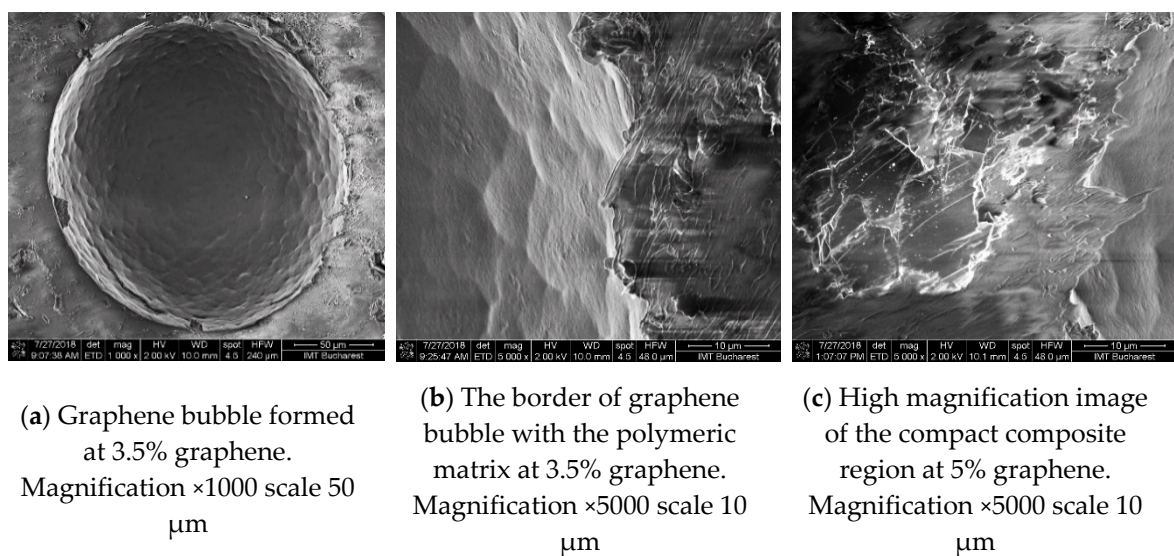 7/27/2018 det mag HV WD spot HFW 50 µm
9:07:38 AM ETD 1 000 x 2.00 kV 10.0 mm 4.5 240 µm IMT Bucharest
7/27/2018 det mag HV WD spot HFW 10 µm
9:25:47 AM ETD 5 000 x 2.00 kV 10.0 mm 4.5 48.0 µm IMT Bucharest
7/27/2018 det mag HV WD spot HFW 10 µm
1:07:07 PM ETD 5 000 x 2.00 kV 10.1 mm 4.5 48.0 µm IMT Bucharest
(a) Graphene bubble formed
at 3.5% graphene.
Magnification ×1000 scale 50
µm
(b) The border of graphene
bubble with the polymeric
matrix at 3.5% graphene.
Magnification ×5000 scale 10
µm
(c) High magnification image
of the compact composite
region at 5% graphene.
Magnification ×5000 scale 10
µm